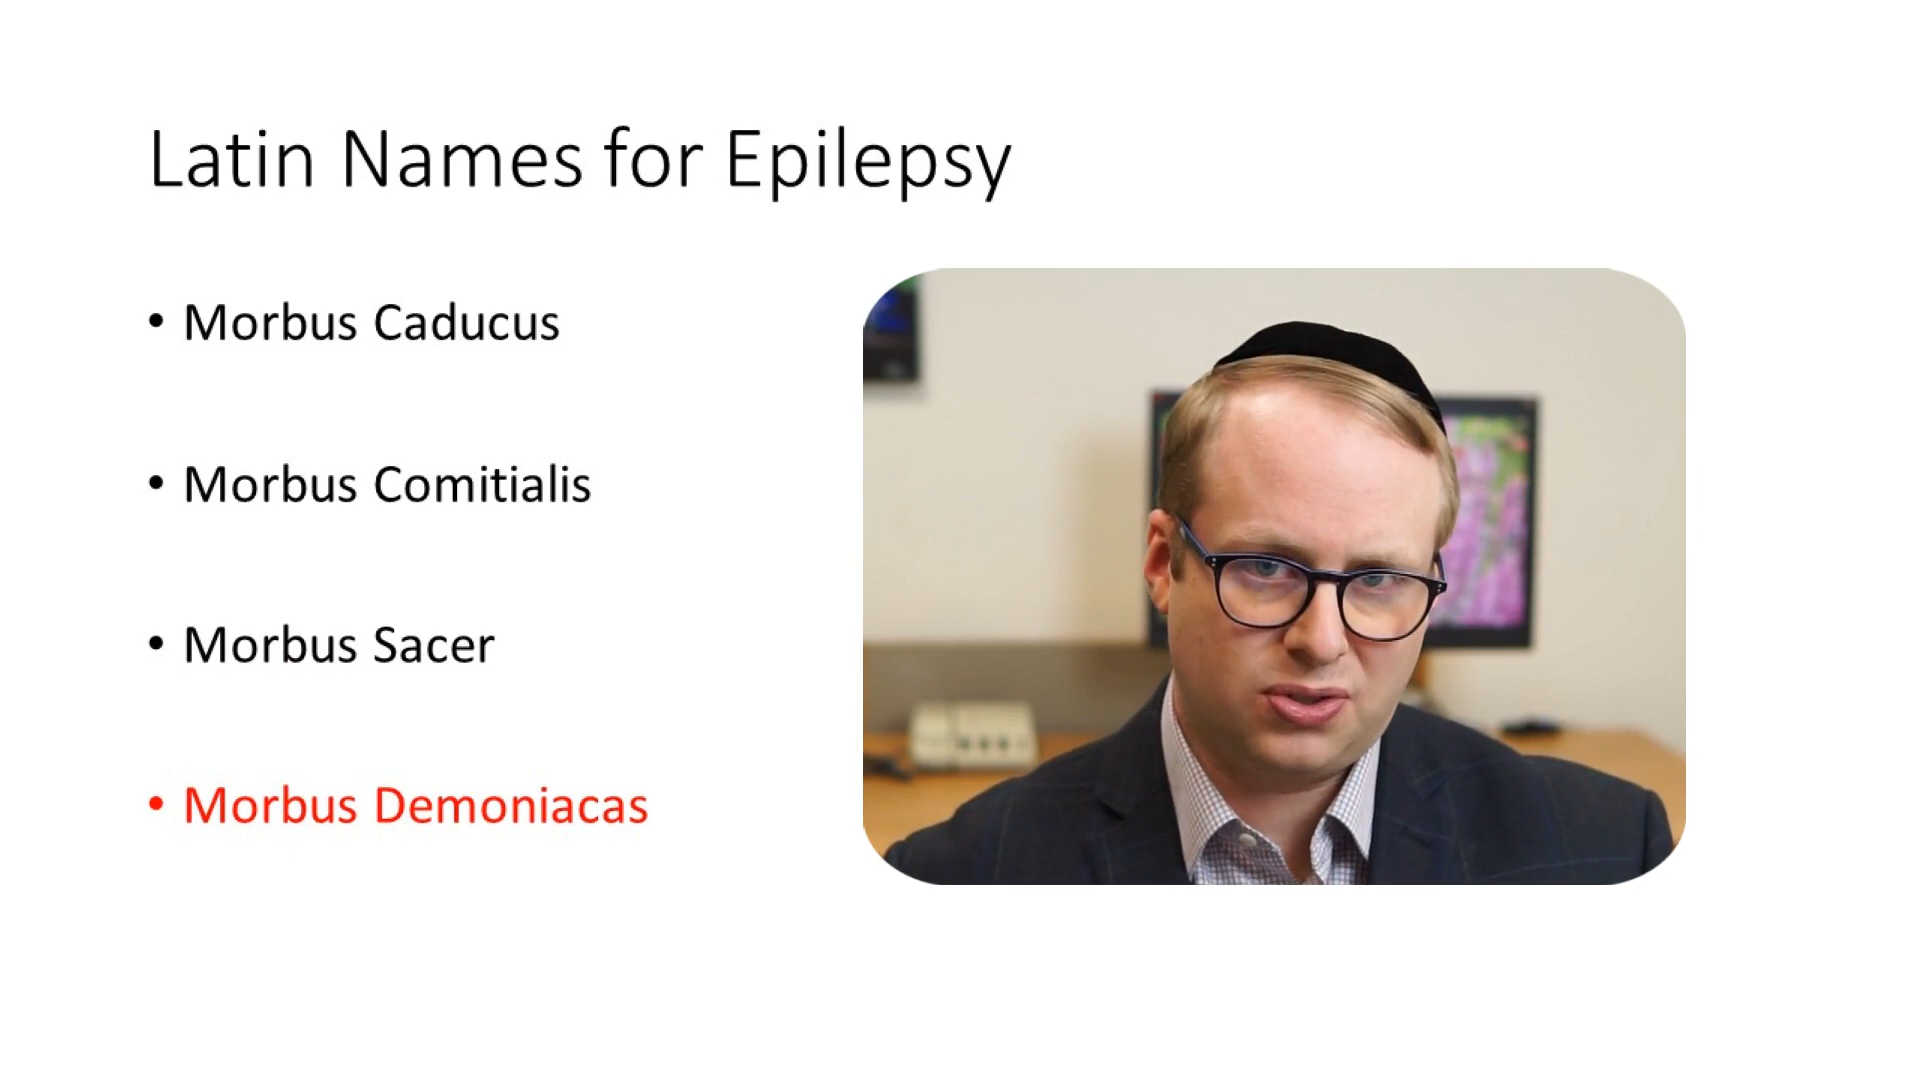 Latin Names for Epilepsy
• Morbus Caducus
• Morbus Comitialis
• Morbus Sacer
• Morbus Demoniacas